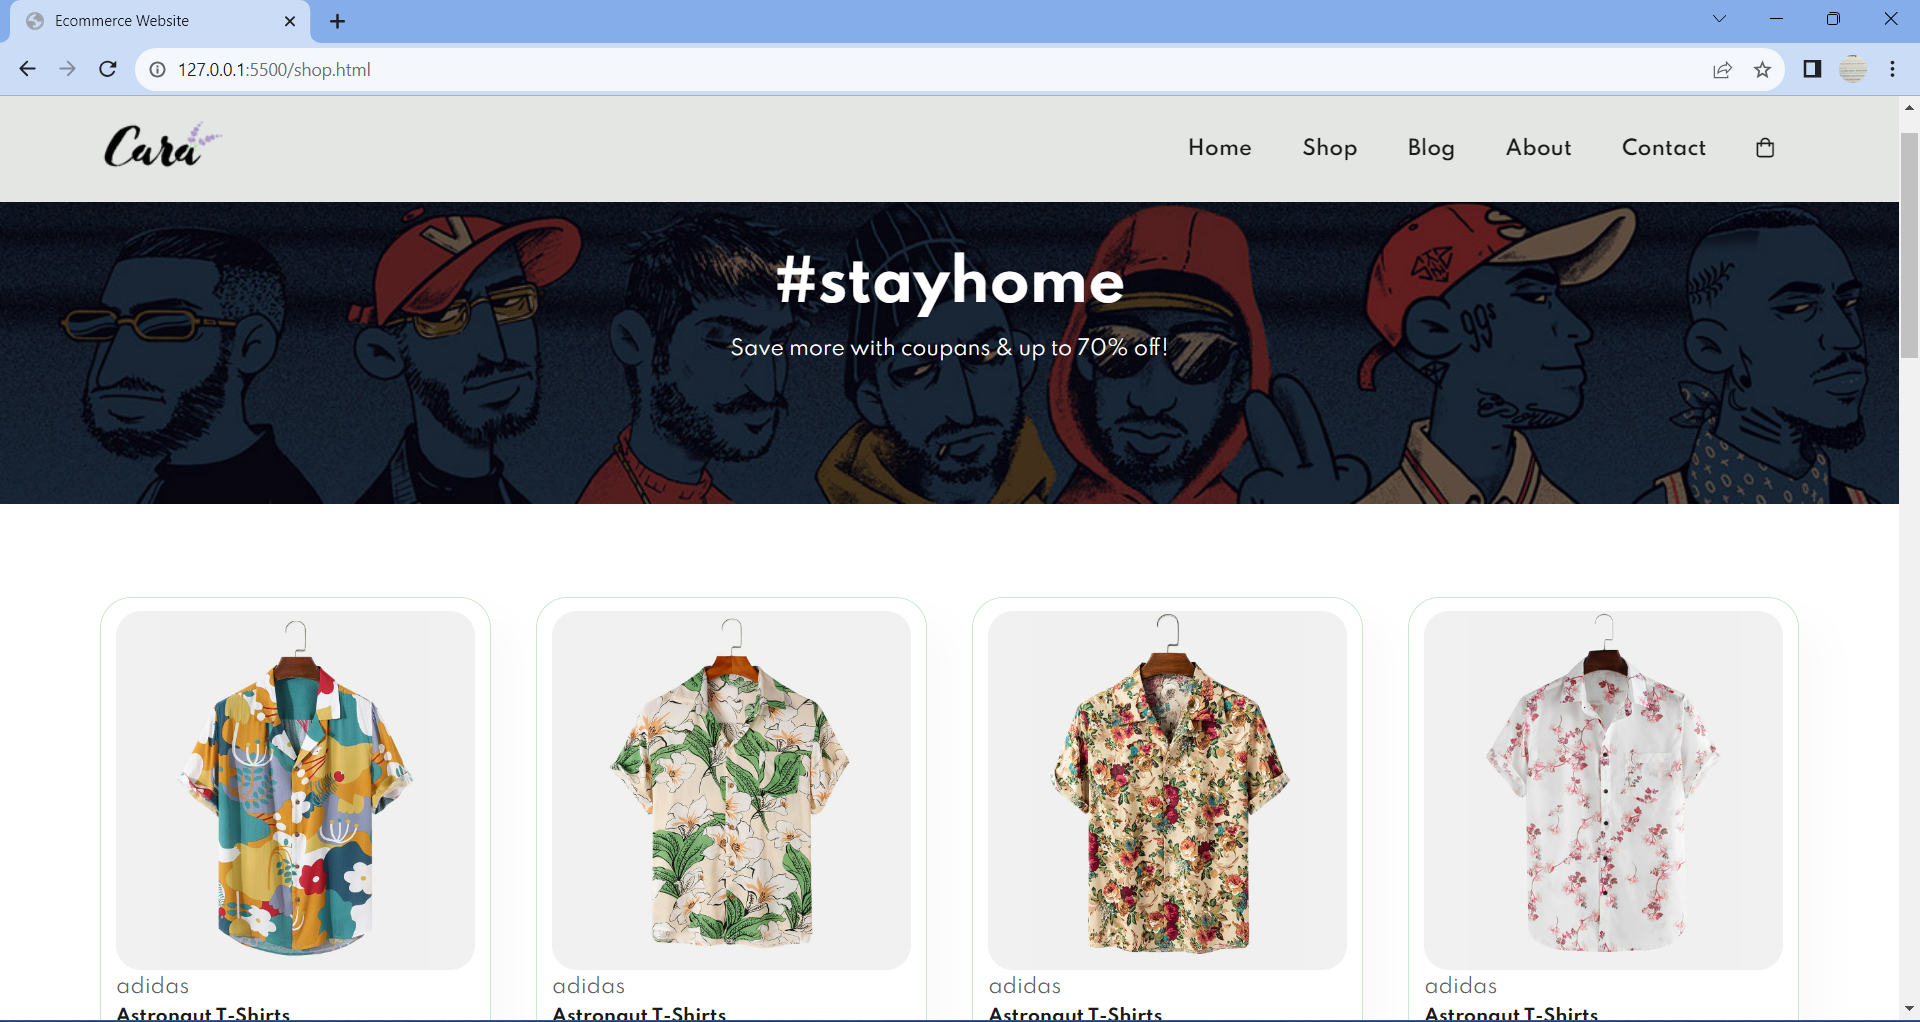 Ecommerce Website
127.0.0.1:5500/shop.html
Cara
Home Shop Blog About Contact
#stayhome
Save more with coupans & up to 70% off!
V
99s
adidas adidas adidas adidas
Astronaut T-Shirts Astronaut T-Shirts Astronaut T-Shirts Astronaut T-Shirts